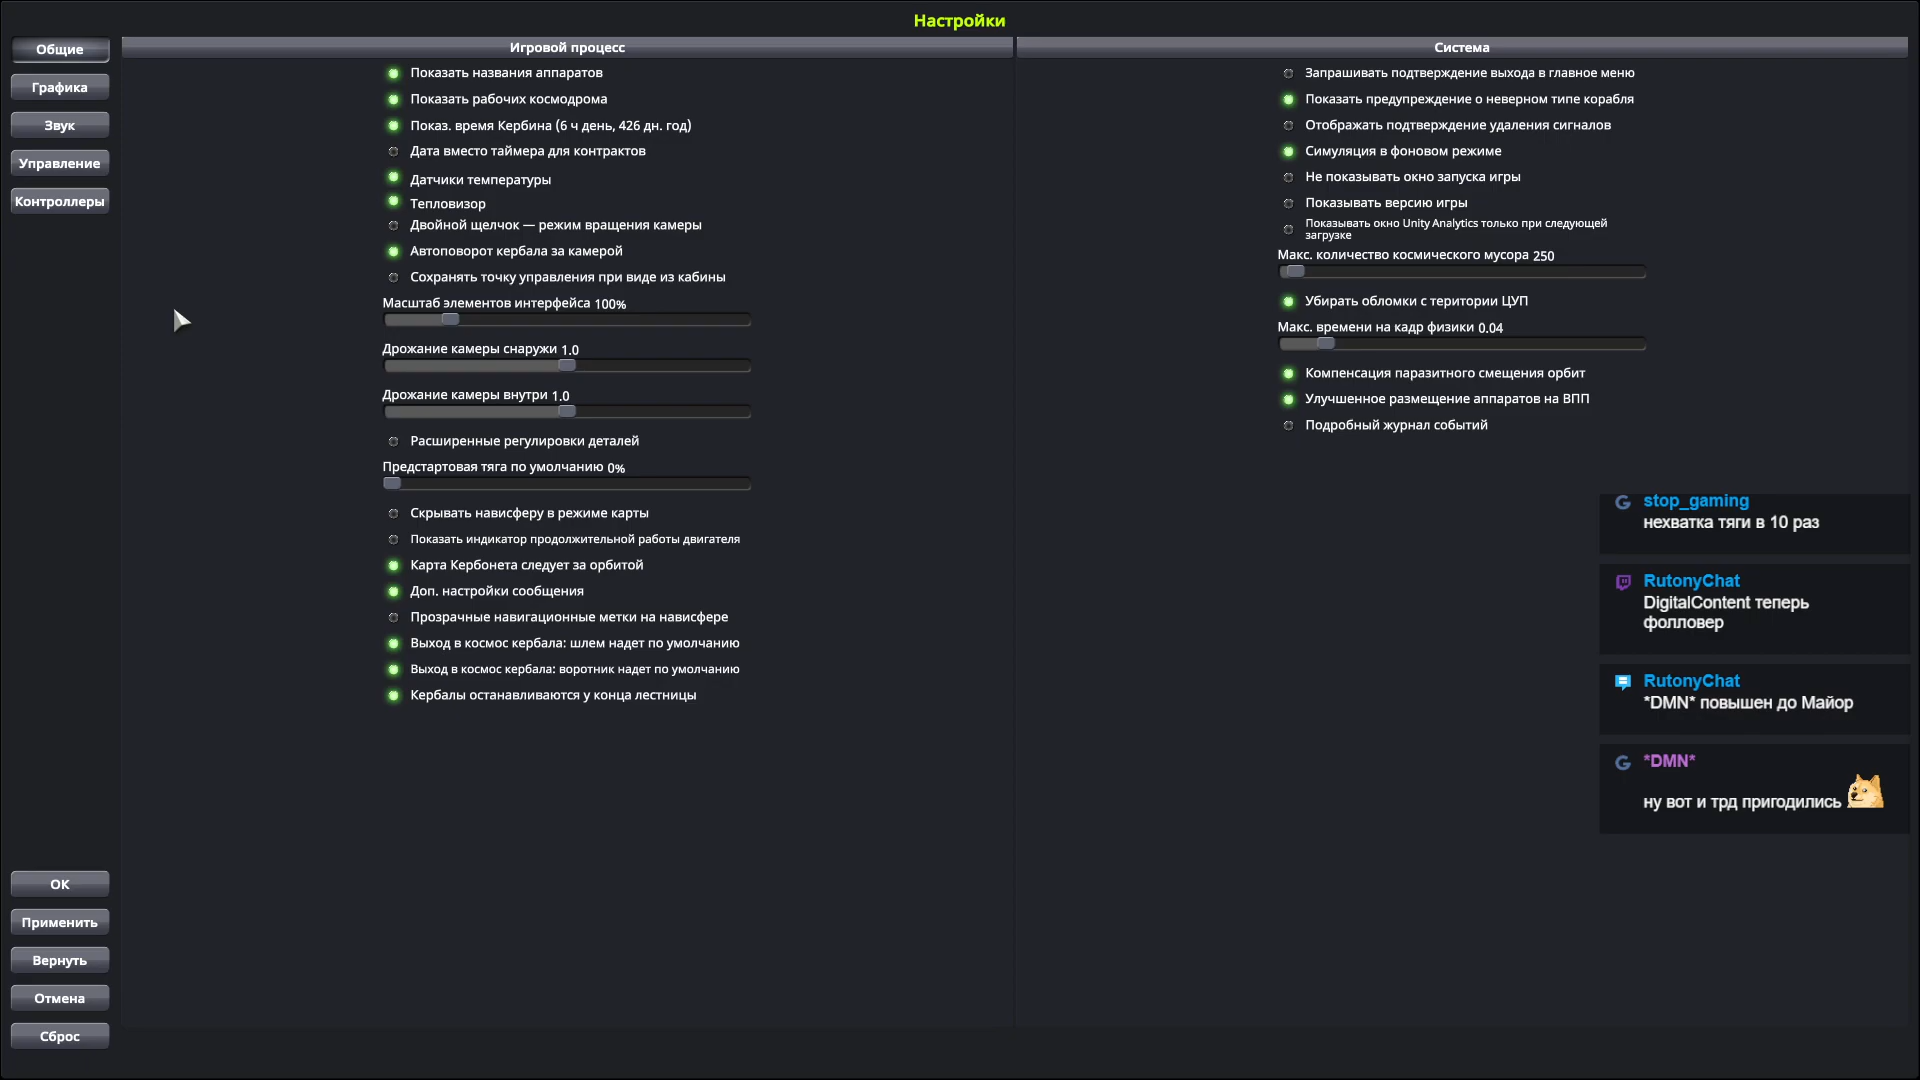 Настройки
Общие
Графика
Звук
Управление
Контроллеры
Игровой процесс
Показать названия аппаратов
Показать рабочих космодрома
Показ. время Кербина (6 ч день, 426 дн. год)
Дата вместо таймера для контрактов
Датчики температуры
Тепловизор
Двойной щелчок — режим вращения камеры
Автоповорот кербала за камерой
Сохранять точку управления при виде из кабины
Масштаб элементов интерфейса 100%
Дрожание камеры снаружи 1.0
Дрожание камеры внутри 1.0
Расширенные регулировки деталей
Предстартовая тяга по умолчанию 0%
Скрывать нависферу в режиме карты
Показать индикатор продолжительной работы двигателя
Карта Кербонета следует за орбитой
Доп. настройки сообщения
Прозрачные навигационные метки на нависфере
Выход в космос кербала: шлем надет по умолчанию
Выход в космос кербала: воротник надет по умолчанию
Кербалы останавливаются у конца лестницы
Система
Запрашивать подтверждение выхода в главное меню
Показать предупреждение о неверном типе корабля
Отображать подтверждение удаления сигналов
Симуляция в фоновом режиме
Не показывать окно запуска игры
Показывать версию игры
Показывать окно Unity Analytics только при следующей
загрузке
Макс. количество космического мусора 250
Убирать обломки с територии ЦУП
Макс. времени на кадр физики 0.04
Компенсация паразитного смещения орбит
Улучшенное размещение аппаратов на ВПП
Подробный журнал событий
stop_gaming
нехватка тяги в 10 раз
RutonyChat
DigitalContent теперь
фолловер
RutonyChat
*DMN* повышен до Майор
*DMN*
ну вот и трд пригодились
ОК
Применить
Вернуть
Отмена
Сброс